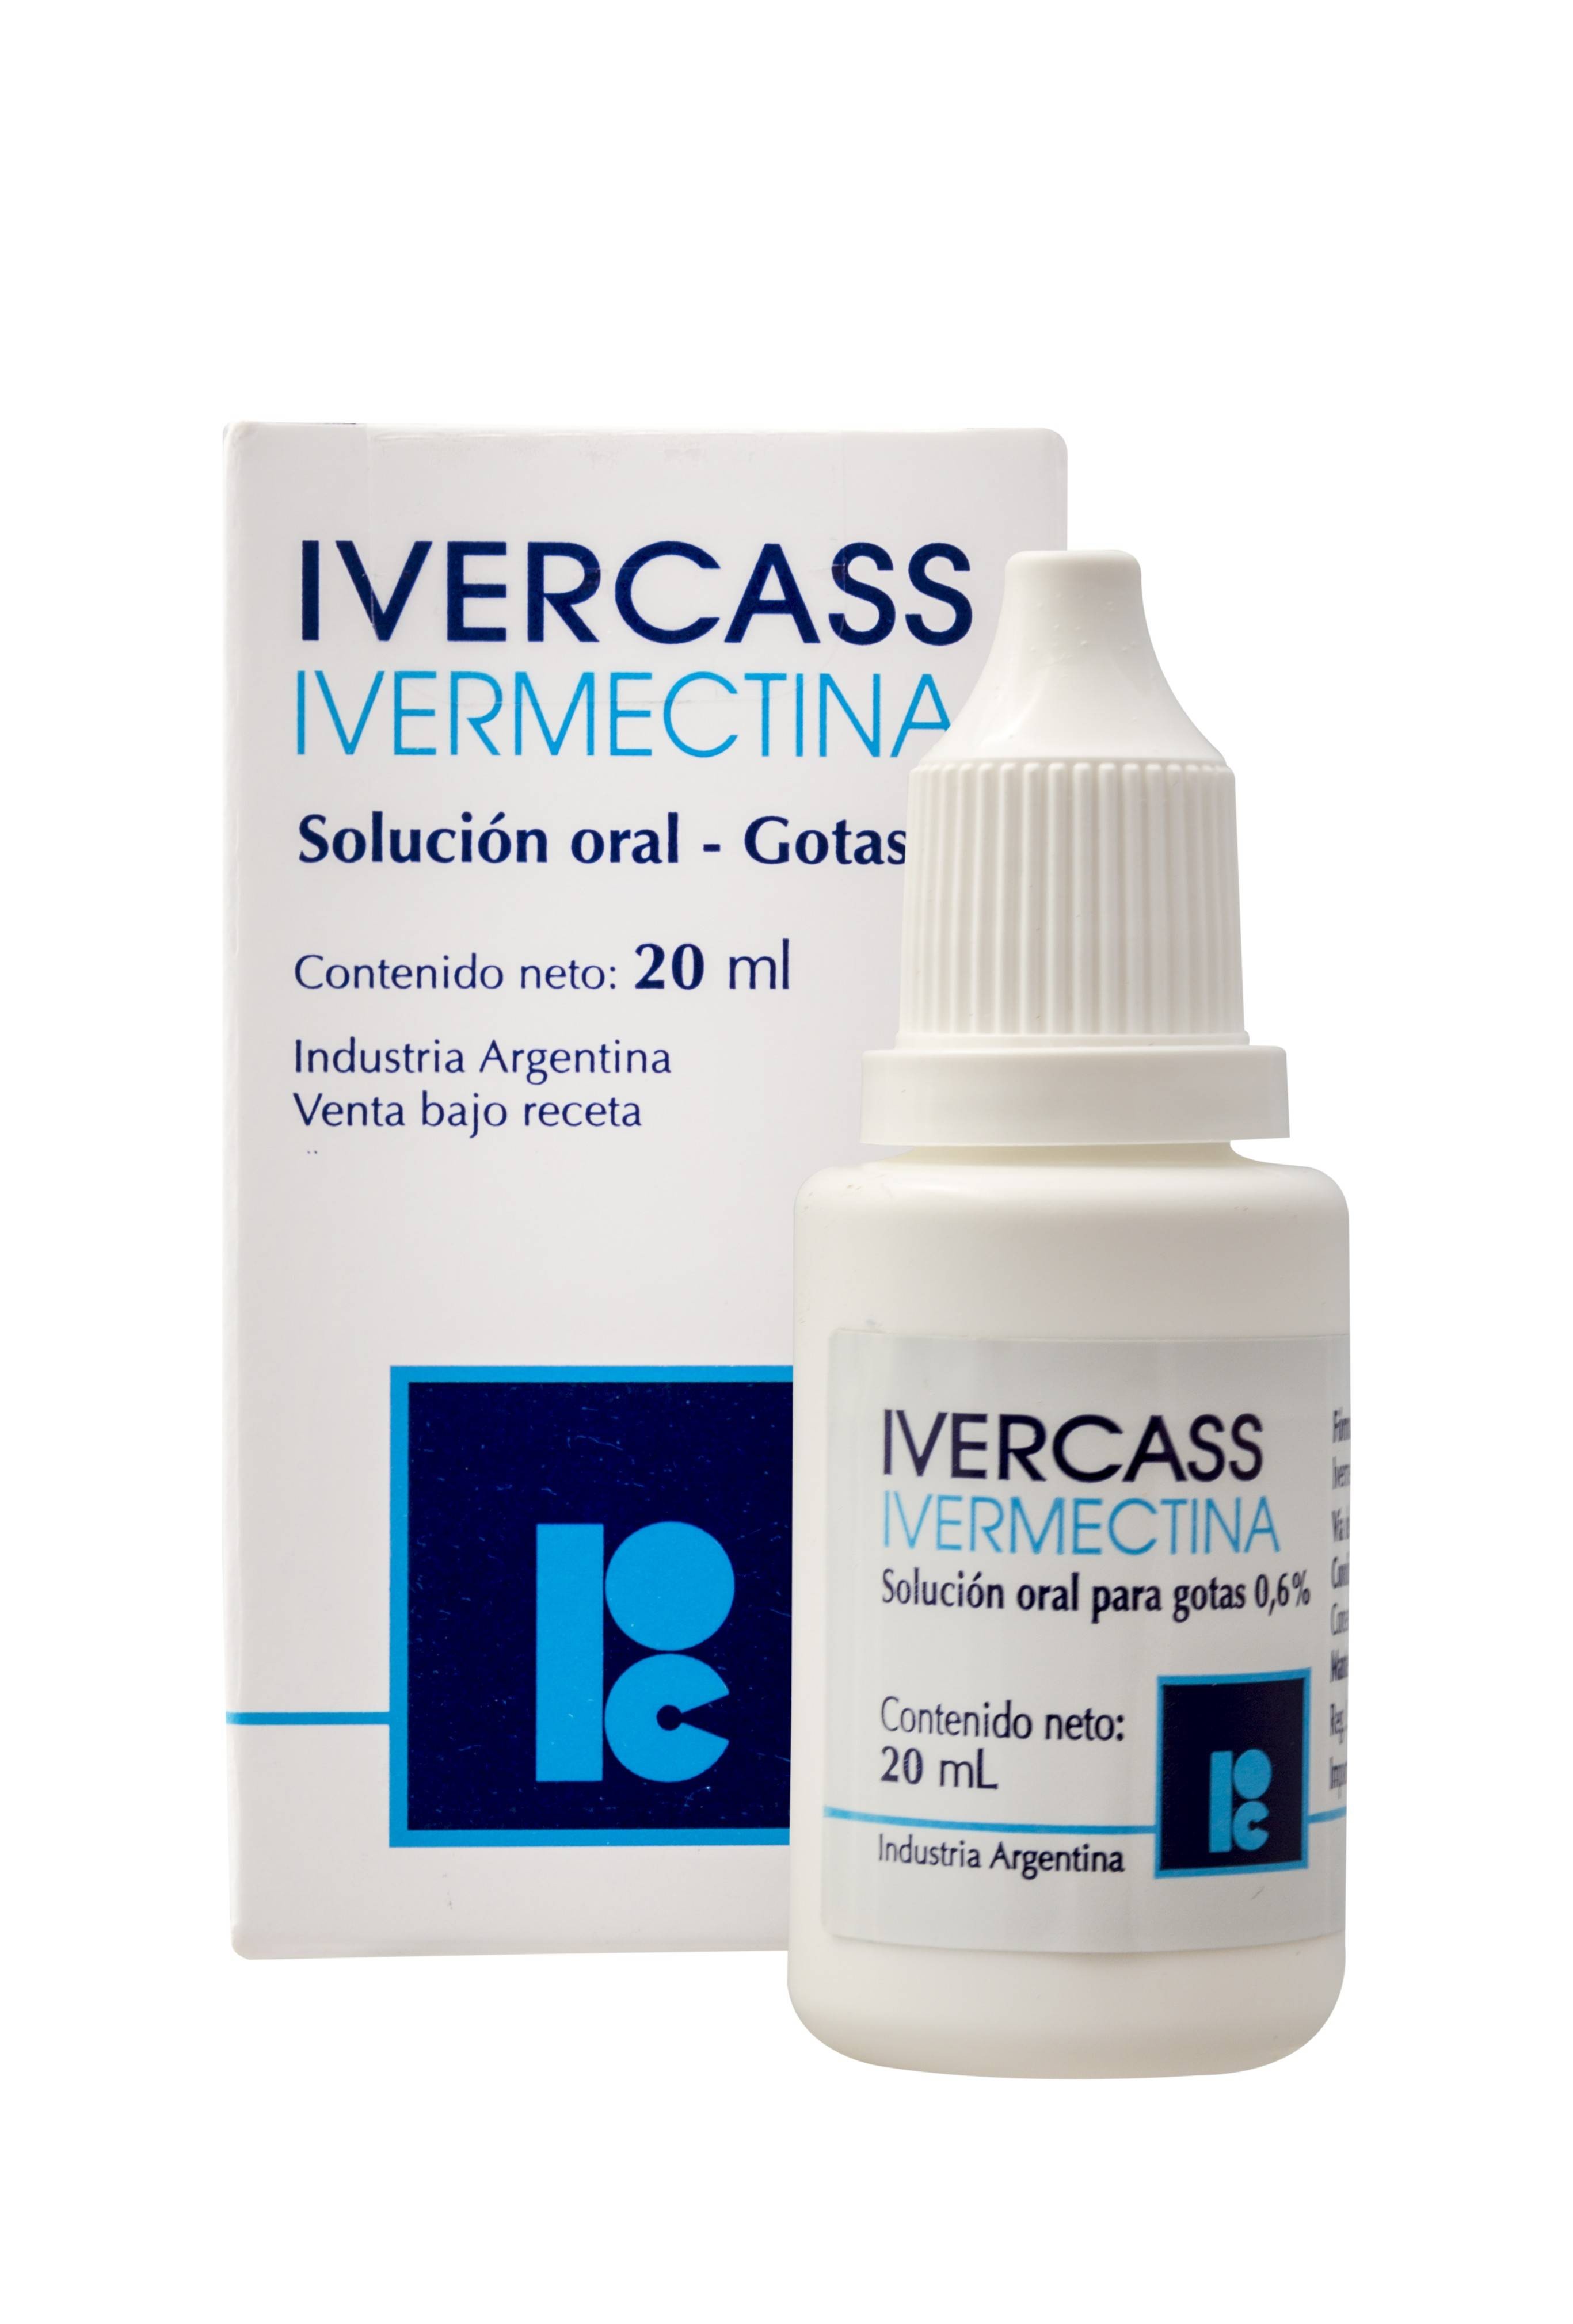 IVERCASS
IVERMECTINA
Solución oral - Gotas
Contenido neto: 20 ml
Industria Argentina
Venta bajo receta
IVERCASS
IVERMECTINA
Solución oral para gotas 0,6%
Contenido neto:
20 mL
Industria Argentina